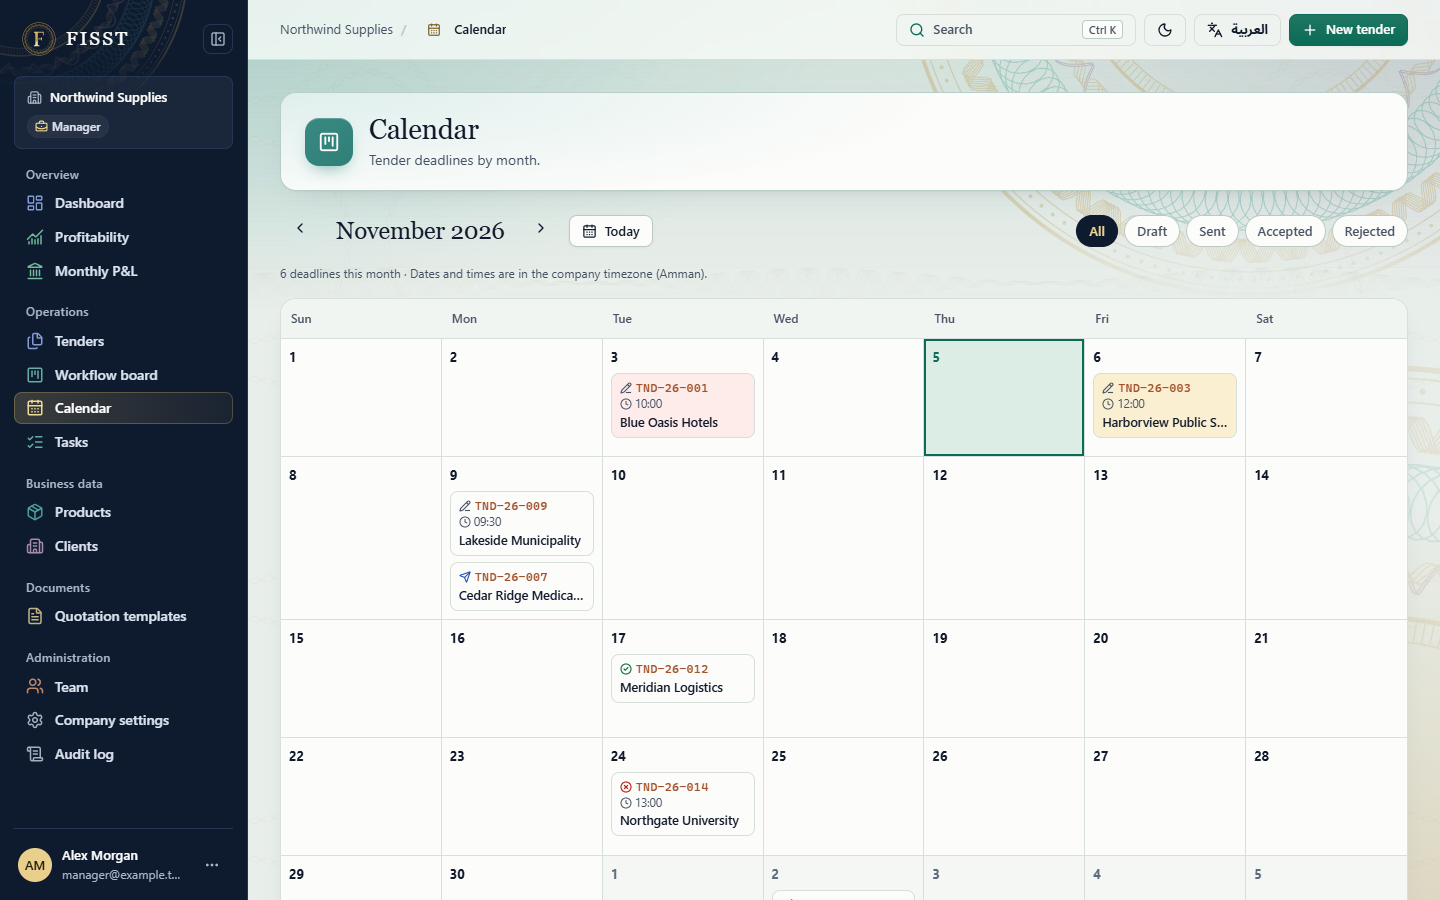 F FISST
Northwind Supplies
Manager
Overview
Dashboard
Profitability
Monthly P&L
Operations
Tenders
Workflow board
Calendar
Tasks
Business data
Products
Clients
Documents
Quotation templates
Administration
Team
Company settings
Audit log
AM
Alex Morgan
manager@example.t...
Northwind Supplies / Calendar
Search Ctrl K
العربية
New tender
Calendar
Tender deadlines by month.
November 2026
Today
All Draft Sent Accepted Rejected
6 deadlines this month · Dates and times are in the company timezone (Amman).
Sun Mon Tue Wed Thu Fri Sat
1 2 3 4 5 6 7
TND-26-001
10:00
Blue Oasis Hotels
TND-26-003
12:00
Harborview Public S...
8 9 10 11 12 13 14
TND-26-009
09:30
Lakeside Municipality
TND-26-007
Cedar Ridge Medica...
15 16 17 18 19 20 21
TND-26-012
Meridian Logistics
22 23 24 25 26 27 28
TND-26-014
13:00
Northgate University
29 30 1 2 3 4 5